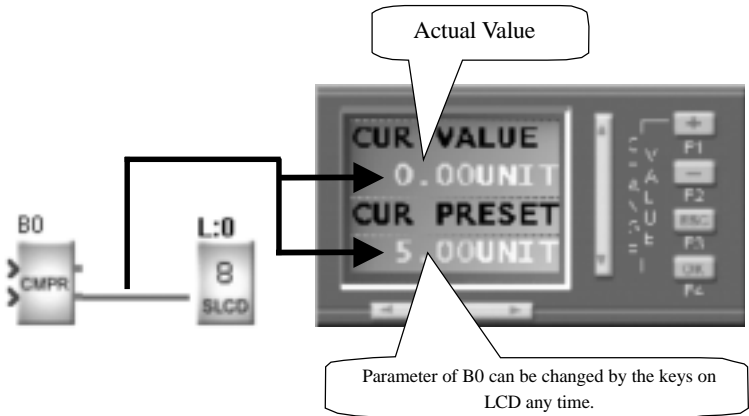 Actual Value
CUR VALUE
0.00UNIT
CUR PRESET
5.00UNIT
+
F1
VALUE
−
F2
ESC
F3
OK
F4
B0
CMPR
L:0
8
SLCD
Parameter of B0 can be changed by the keys on
LCD any time.